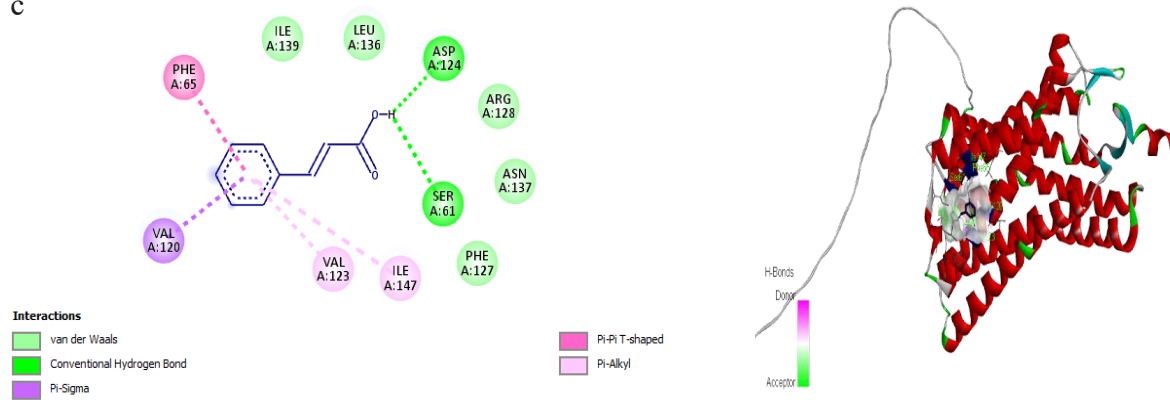 c
ILE
A:139
LEU
A:136
ASP
A:124
PHE
A:65
ARG
A:128
O
H
O
ASN
A:137
SER
A:61
VAL
A:120
VAL
A:123
ILE
A:147
PHE
A:127
Interactions
van der Waals
Conventional Hydrogen Bond
Pi-Sigma
Pi-Pi T-shaped
Pi-Alkyl
H-Bonds
Donor
Acceptor